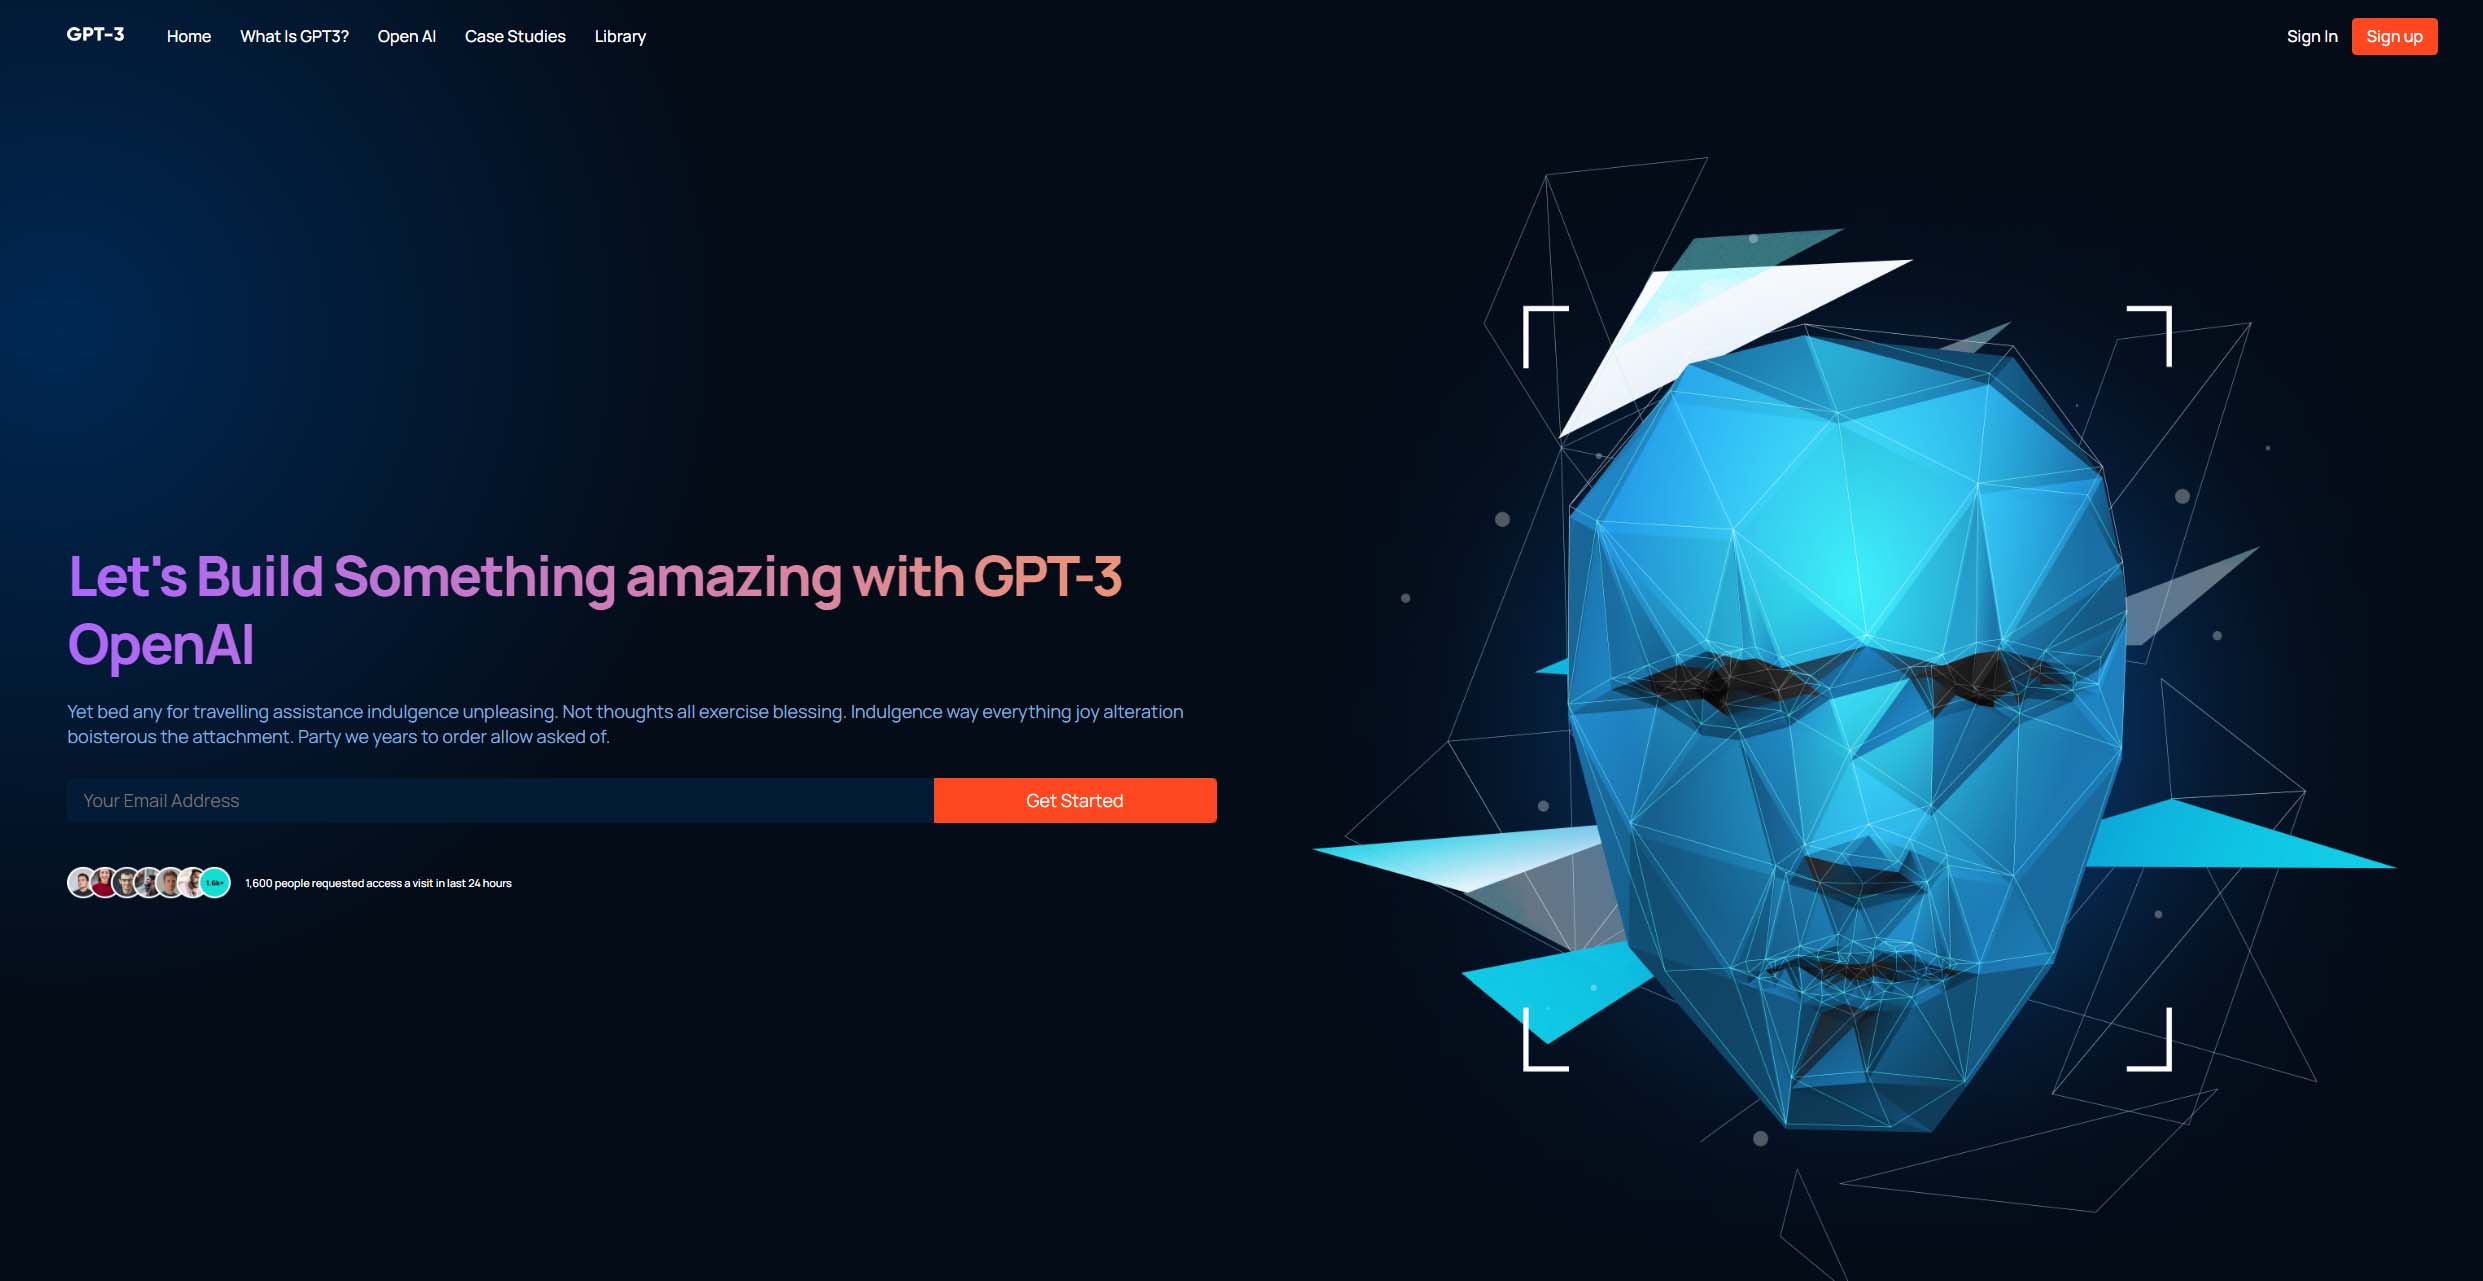 GPT-3
Home
What Is GPT3?
Open AI
Case Studies
Library
Sign In
Sign up
Let's Build Something amazing with GPT-3
OpenAI
Yet bed any for travelling assistance indulgence unpleasing. Not thoughts all exercise blessing. Indulgence way everything joy alteration
boisterous the attachment. Party we years to order allow asked of.
Your Email Address
Get Started
1.6k+
1,600 people requested access a visit in last 24 hours